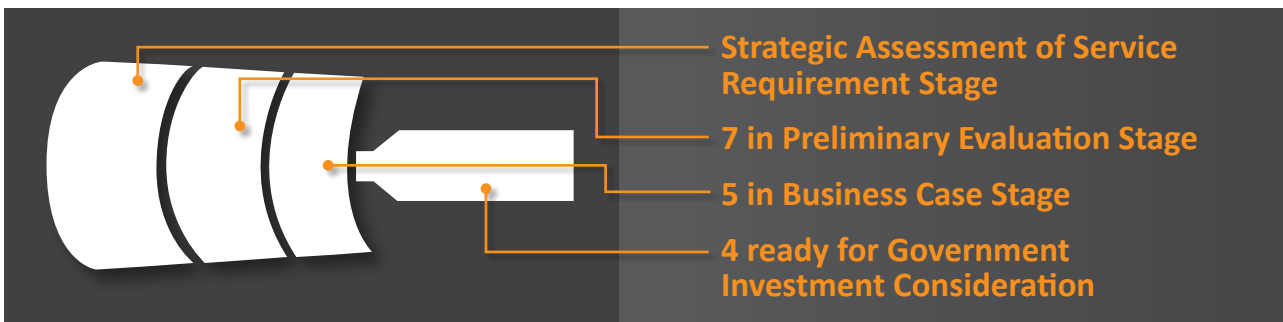 Strategic Assessment of Service
Requirement Stage
7 in Preliminary Evaluation Stage
5 in Business Case Stage
4 ready for Government
Investment Consideration